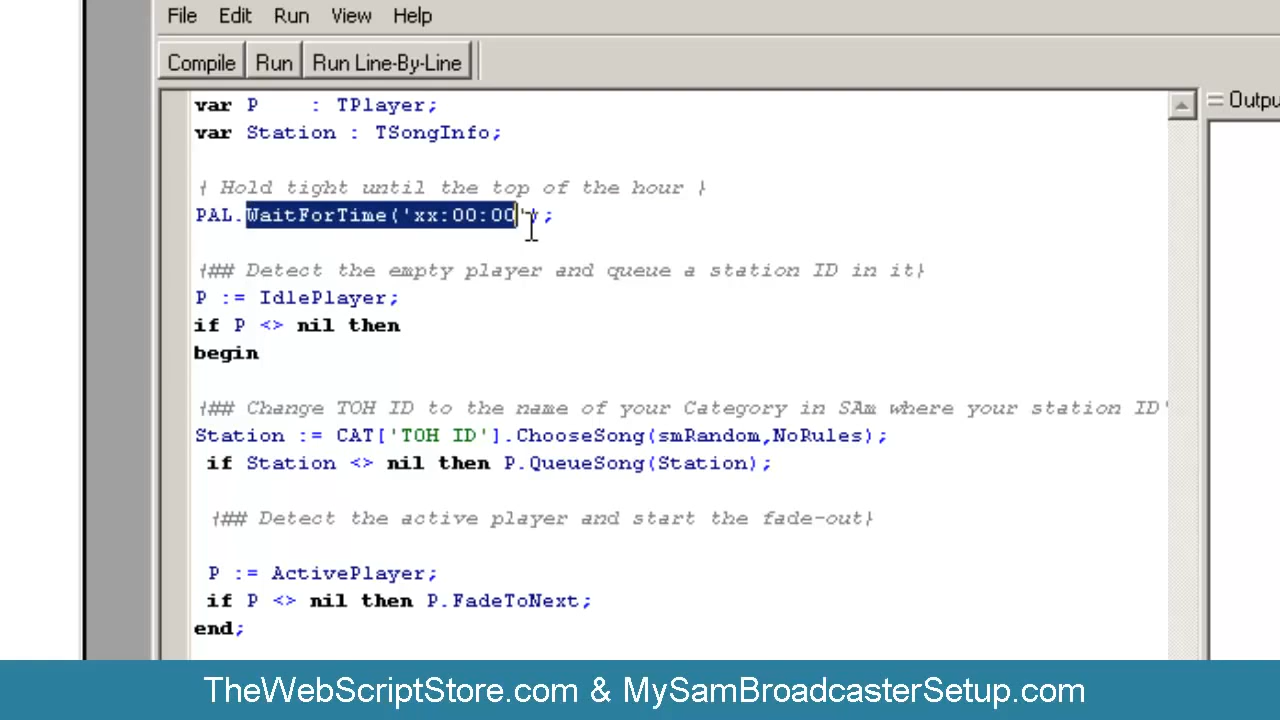 File Edit Run View Help
Compile Run Run Line-By-Line
Outpu
var P : TPlayer;
var Station : TSongInfo;
{ Hold tight until the top of the hour }
PAL.WaitForTime('xx:00:00');
{## Detect the empty player and queue a station ID in it}
P := IdlePlayer;
if P <> nil then
begin
{## Change TOH ID to the name of your Category in SAm where your station ID'
Station := CAT['TOH ID'].ChooseSong(smRandom,NoRules);
if Station <> nil then P.QueueSong(Station);
{## Detect the active player and start the fade-out}
P := ActivePlayer;
if P <> nil then P.FadeToNext;
end;
TheWebScriptStore.com & MySamBroadcasterSetup.com